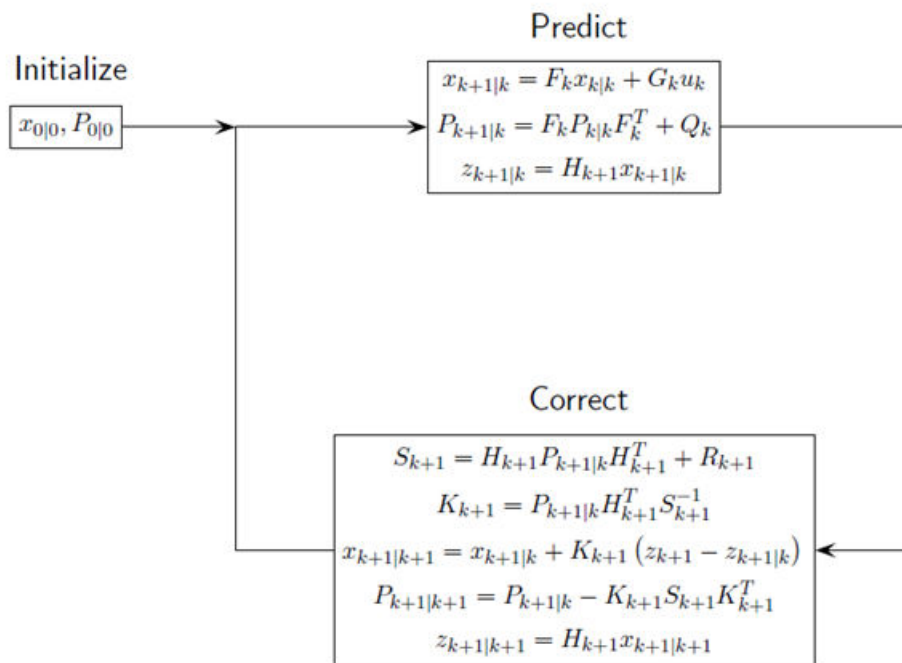 Predict
Initialize
x_{k+1|k} = F_k x_{k|k} + G_k u_k
x_{0|0}, P_{0|0}
P_{k+1|k} = F_k P_{k|k} F_k^T + Q_k
z_{k+1|k} = H_{k+1} x_{k+1|k}
Correct
S_{k+1} = H_{k+1} P_{k+1|k} H_{k+1}^T + R_{k+1}
K_{k+1} = P_{k+1|k} H_{k+1}^T S_{k+1}^{-1}
x_{k+1|k+1} = x_{k+1|k} + K_{k+1} (z_{k+1} - z_{k+1|k})
P_{k+1|k+1} = P_{k+1|k} - K_{k+1} S_{k+1} K_{k+1}^T
z_{k+1|k+1} = H_{k+1} x_{k+1|k+1}